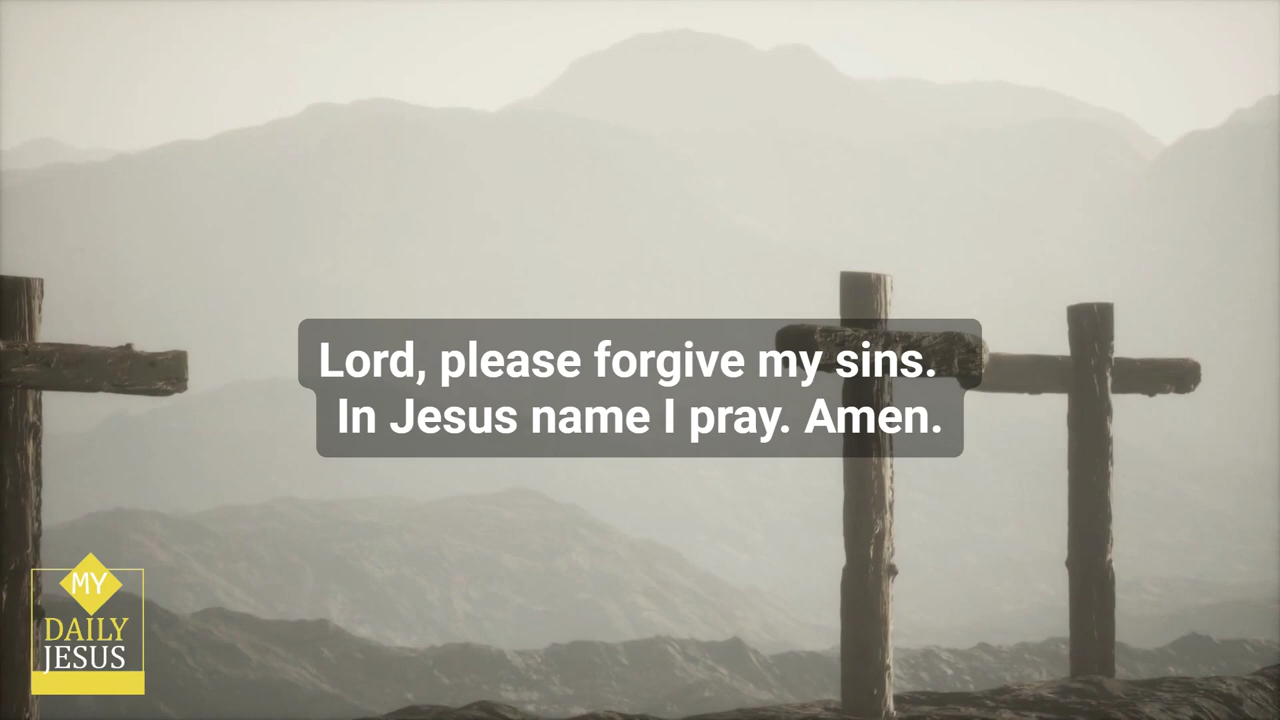 Lord, please forgive my sins.
In Jesus name I pray. Amen.
MY
DAILY
JESUS